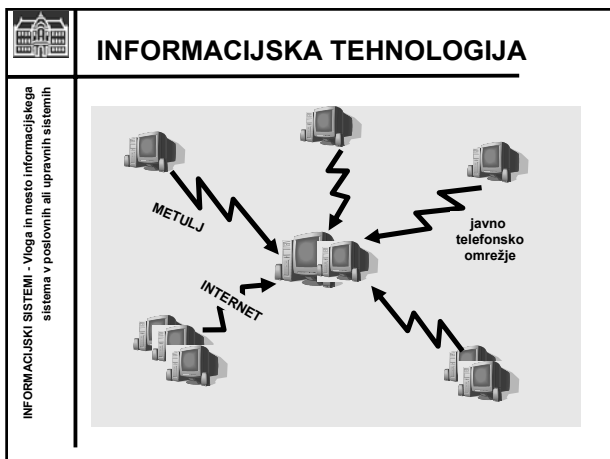 INFORMACIJSKA TEHNOLOGIJA
INFORMACIJSKI SISTEMI - Vloga in mesto informacijskega
sistema v poslovnih ali upravnih sistemih
METULJ
javno
telefonsko
omrežje
INTERNET